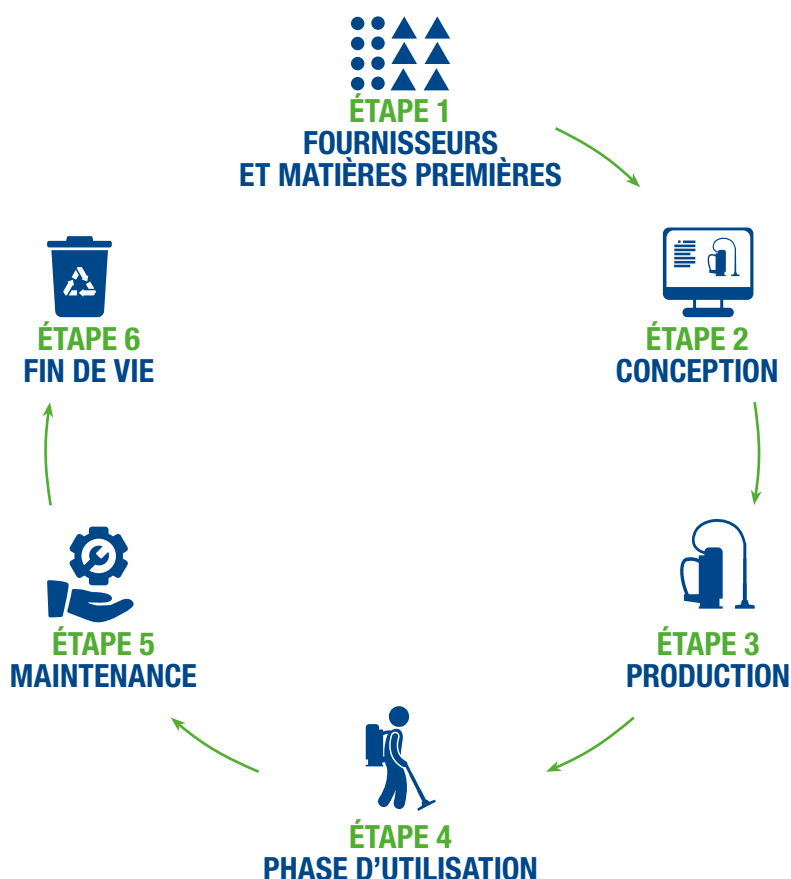 ÉTAPE 1
FOURNISSEURS
ET MATIÈRES PREMIÈRES
ÉTAPE 2
CONCEPTION
ÉTAPE 3
PRODUCTION
ÉTAPE 4
PHASE D'UTILISATION
ÉTAPE 5
MAINTENANCE
ÉTAPE 6
FIN DE VIE